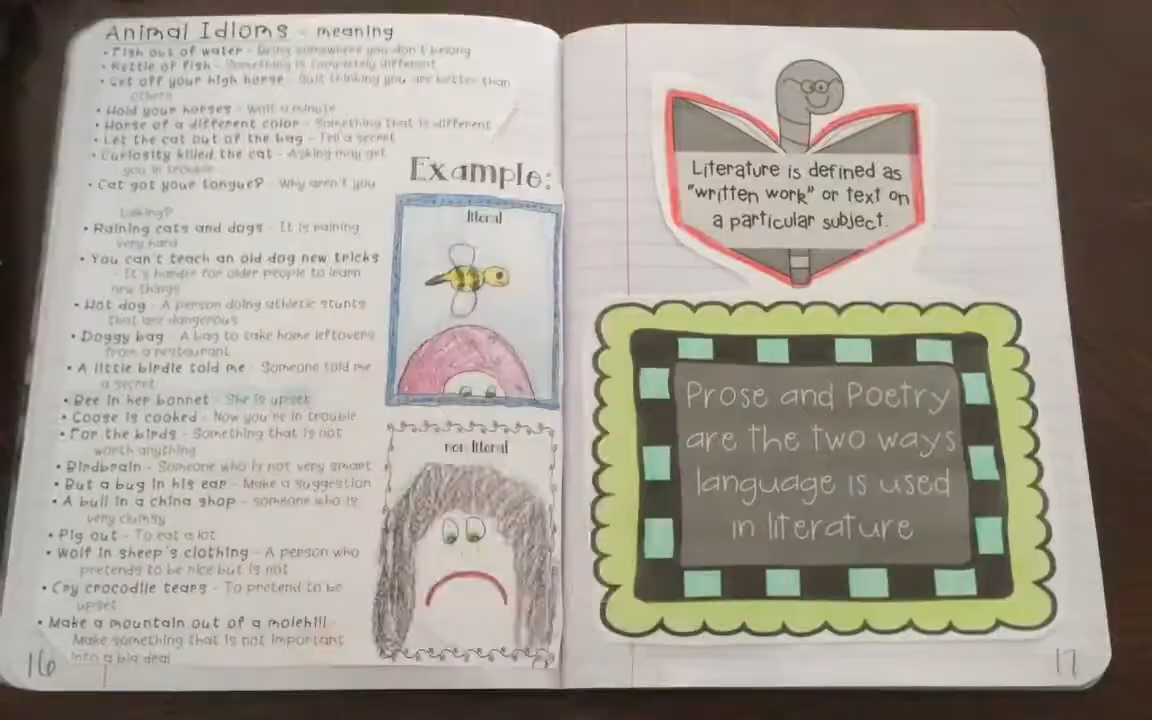 Animal Idioms - meaning
• Fish out of water - Being somewhere you don't belong
• Kettle of fish - Something is completely different
• Get off your high horse - Quit thinking you are better than
others
• Hold your horses - Wait a minute
• Horse of a different color - Something that is different
• Let the cat out of the bag - Tell a secret
• Curiosity killed the cat - Asking may get
you in trouble
• Cat got your tongue? - Why aren't you
talking?
• Raining cats and dogs - It is raining
very hard
• You can't teach an old dog new tricks
- It's harder for older people to learn
new things
• Hot dog - A person doing athletic stunts
that are dangerous
• Doggy bag - A bag to take home leftovers
from a restaurant
• A little birdie told me - Someone told me
a secret
• Bee in her bonnet - She is upset
• Goose is cooked - Now you're in trouble
• For the birds - Something that is not
worth anything
• Birdbrain - Someone who is not very smart
• But a bug in his ear - Make a suggestion
• A bull in a china shop - someone who is
very clumsy
• Pig out - To eat a lot
• Wolf in sheep's clothing - A person who
pretends to be nice but is not
• Cry crocodile tears - To pretend to be
upset
• Make a mountain out of a molehill -
Make something that is not important
into a big deal
16
Example:
literal
non-literal
Literature is defined as
"written work" or text on
a particular subject.
Prose and Poetry
are the two ways
language is used
in literature
17